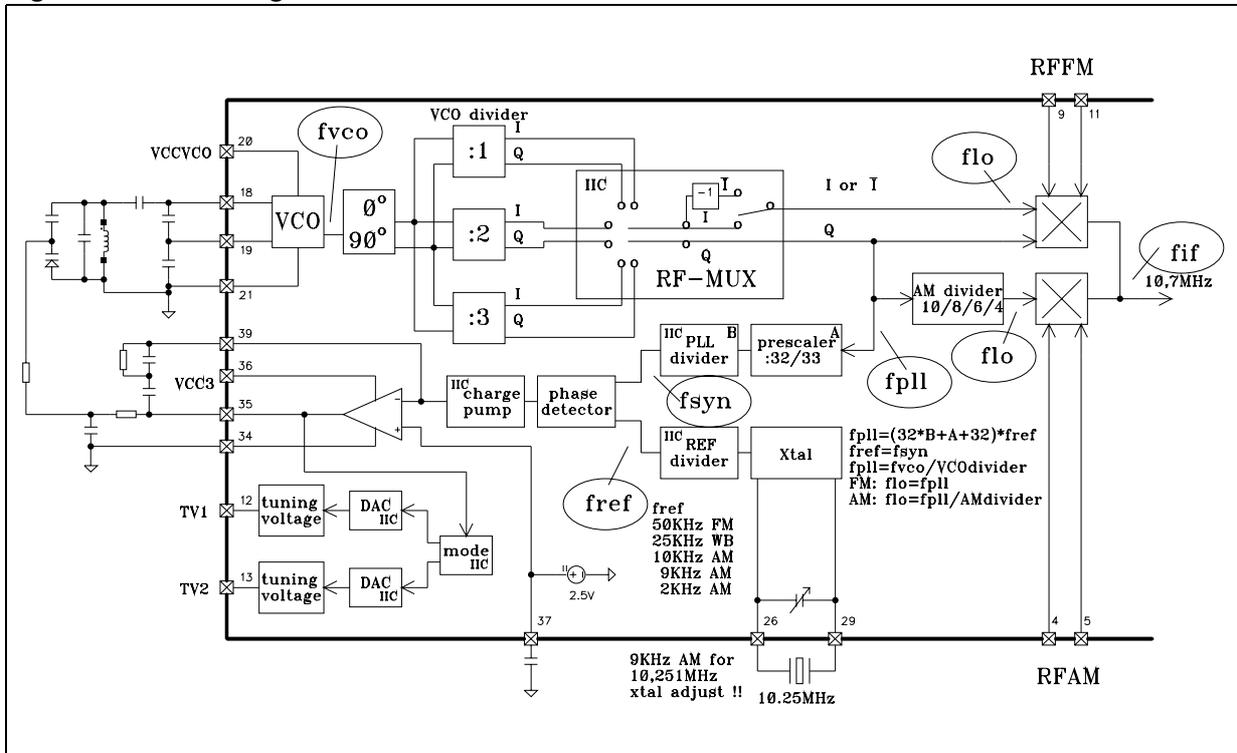 RFFM
VCO divider
9
11
20
fvco
I
:1
Q
VCCVCO
flo
IIC
I
-1
I or I
18
VCO
0°
90°
I
:2
Q
I
Q
Q
19
RF-MUX
fif
10,7MHz
21
AM divider
10/8/6/4
I
:3
Q
39
IIC
B
PLL
divider
A
prescaler
:32/33
flo
36
VCC3
fpll
IIC
charge
pump
phase
detector
fsyn
35
-
+
34
IIC
REF
divider
Xtal
fpll=(32*B+A+32)*fref
fref=fsyn
fpll=fvco/VCOdivider
FM: flo=fpll
AM: flo=fpll/AMdivider
fref
fref
50KHz FM
25KHz WB
10KHz AM
9KHz AM
2KHz AM
TV1
12
tuning
voltage
DAC
IIC
mode
IIC
TV2
13
tuning
voltage
DAC
IIC
2.5V
37
26
29
4
5
9KHz AM for
10,251MHz
xtal adjust !!
10.25MHz
RFAM